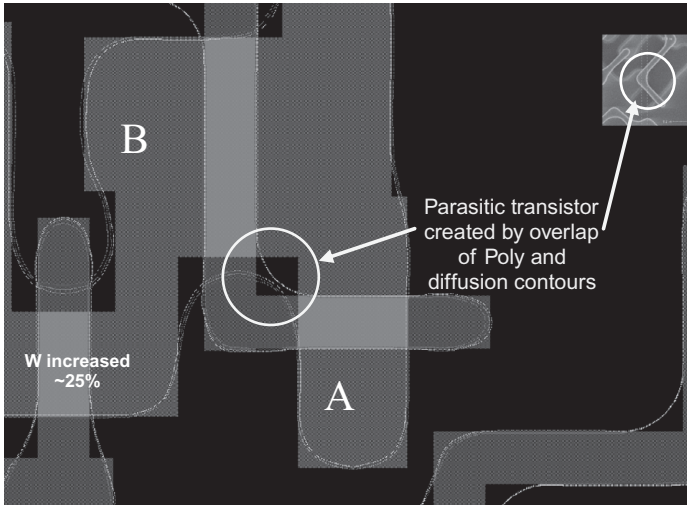 B
Parasitic transistor
created by overlap
of Poly and
diffusion contours
W increased
~25%
A